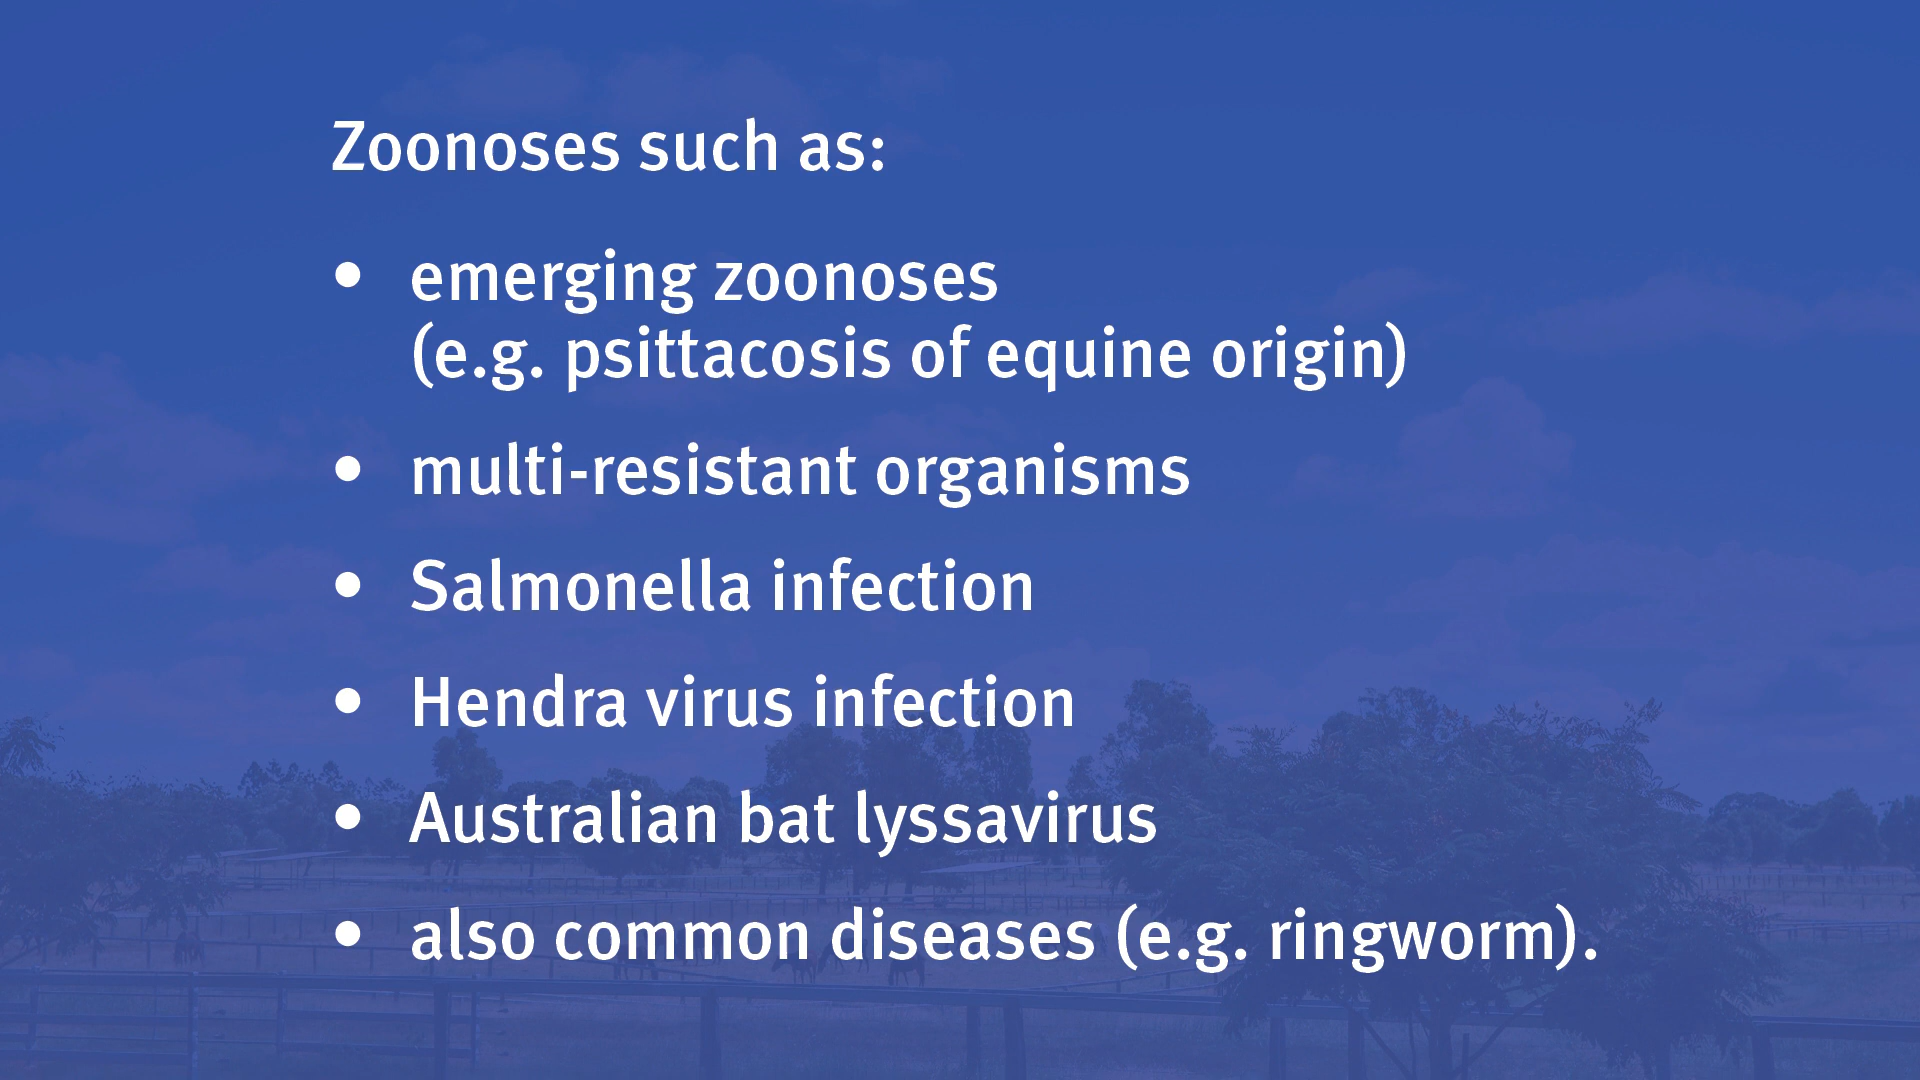 Zoonoses such as:
• emerging zoonoses
(e.g. psittacosis of equine origin)
• multi-resistant organisms
• Salmonella infection
• Hendra virus infection
• Australian bat lyssavirus
• also common diseases (e.g. ringworm).